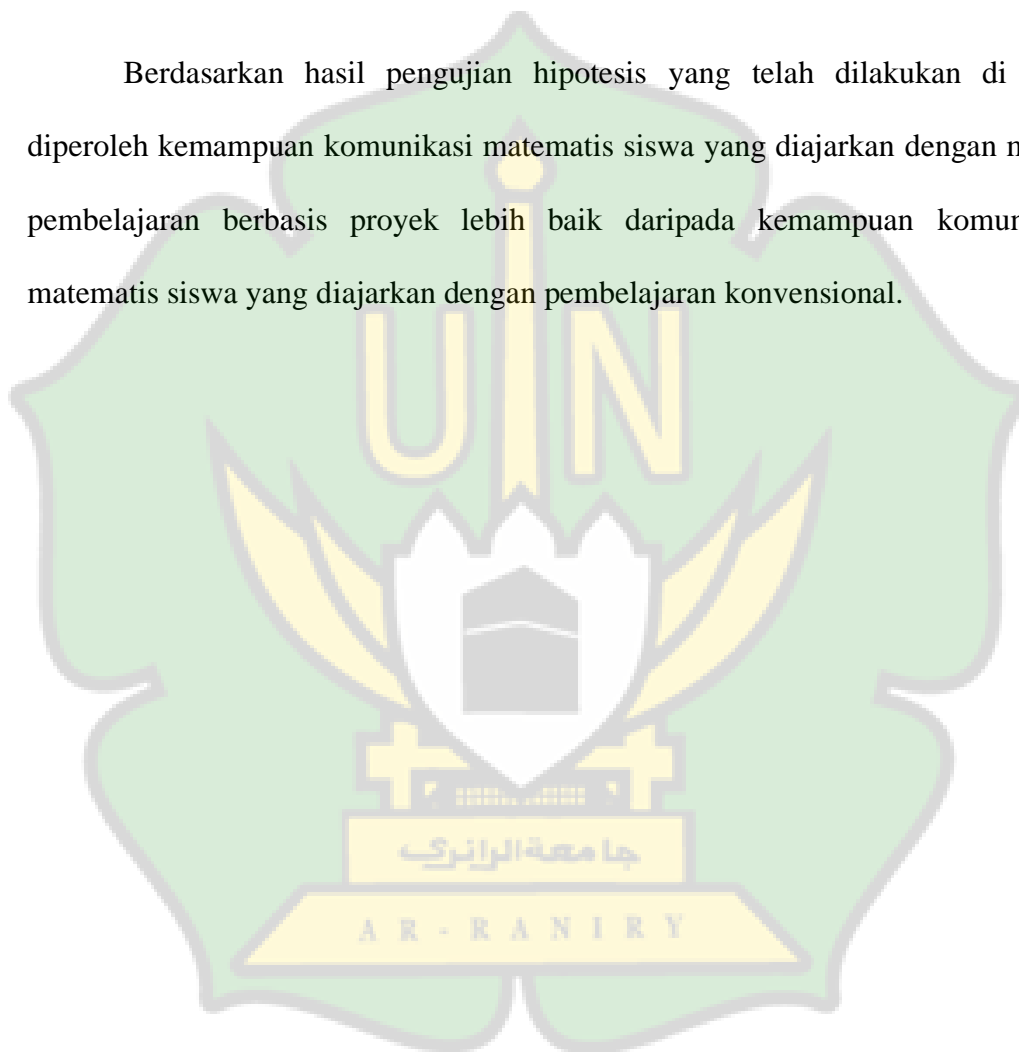 Berdasarkan hasil pengujian hipotesis yang telah dilakukan di
diperoleh kemampuan komunikasi matematis siswa yang diajarkan dengan
pembelajaran berbasis proyek lebih baik daripada kemampuan
matematis siswa yang diajarkan dengan pembelajaran konvensional.
UIN
جامعة الرانري
AR-RANIRY